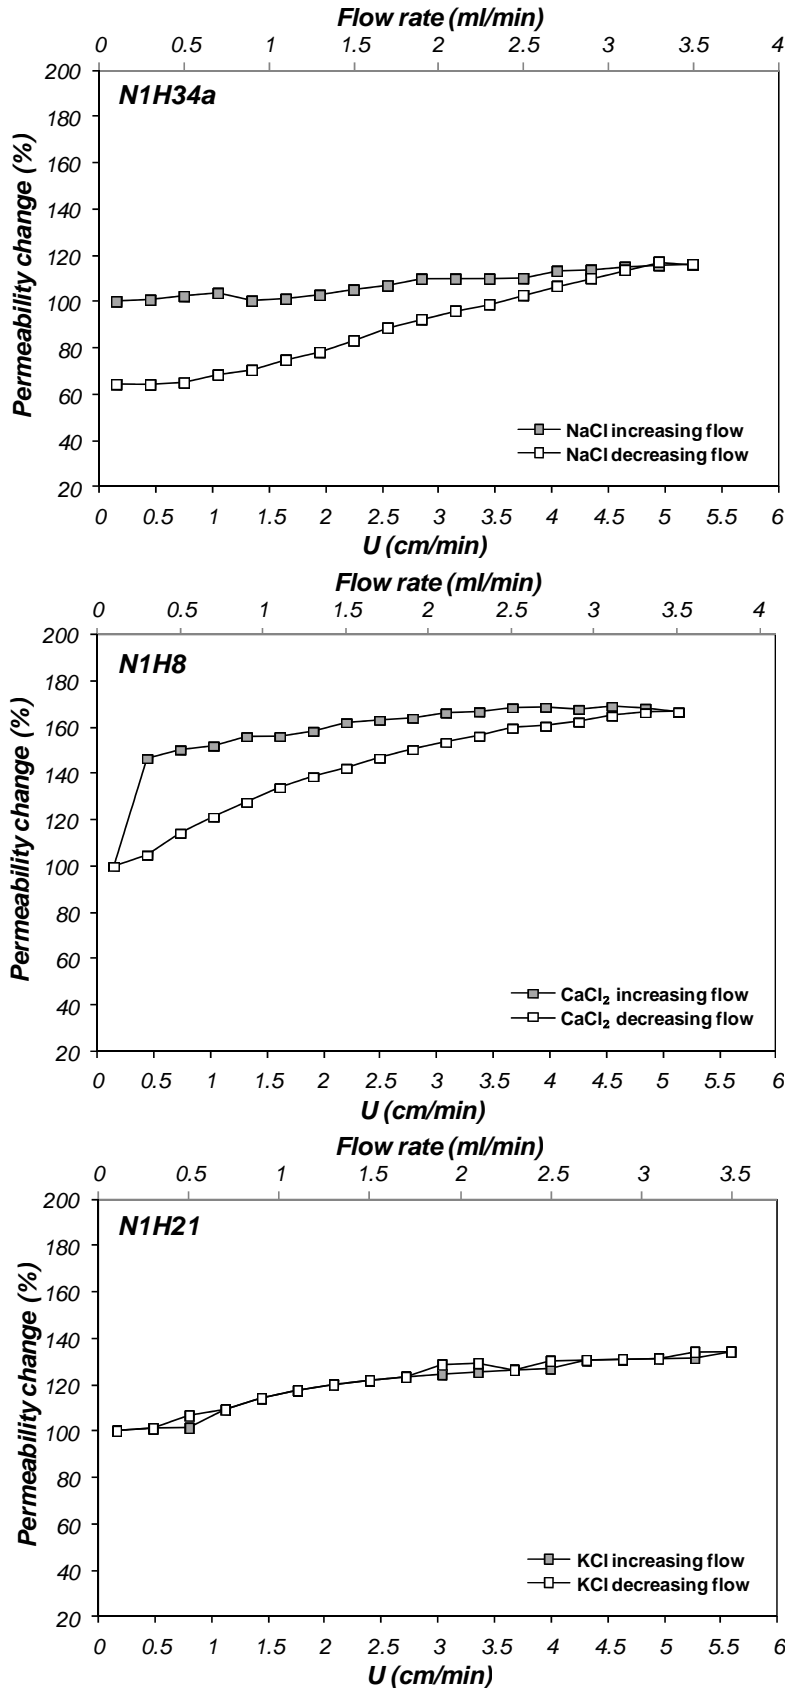 Flow rate (ml/min)
0 0.5 1 1.5 2 2.5 3 3.5 4
N1H34a
Permeability change (%)
200
180
160
140
120
100
80
60
40
20
NaCl increasing flow
NaCl decreasing flow
0 0.5 1 1.5 2 2.5 3 3.5 4 4.5 5 5.5 6
U (cm/min)
Flow rate (ml/min)
0 0.5 1 1.5 2 2.5 3 3.5 4
N1H8
Permeability change (%)
200
180
160
140
120
100
80
60
40
20
CaCl₂ increasing flow
CaCl₂ decreasing flow
0 0.5 1 1.5 2 2.5 3 3.5 4 4.5 5 5.5 6
U (cm/min)
Flow rate (ml/min)
0 0.5 1 1.5 2 2.5 3 3.5
N1H21
Permeability change (%)
200
180
160
140
120
100
80
60
40
20
KCl increasing flow
KCl decreasing flow
0 0.5 1 1.5 2 2.5 3 3.5 4 4.5 5 5.5 6
U (cm/min)